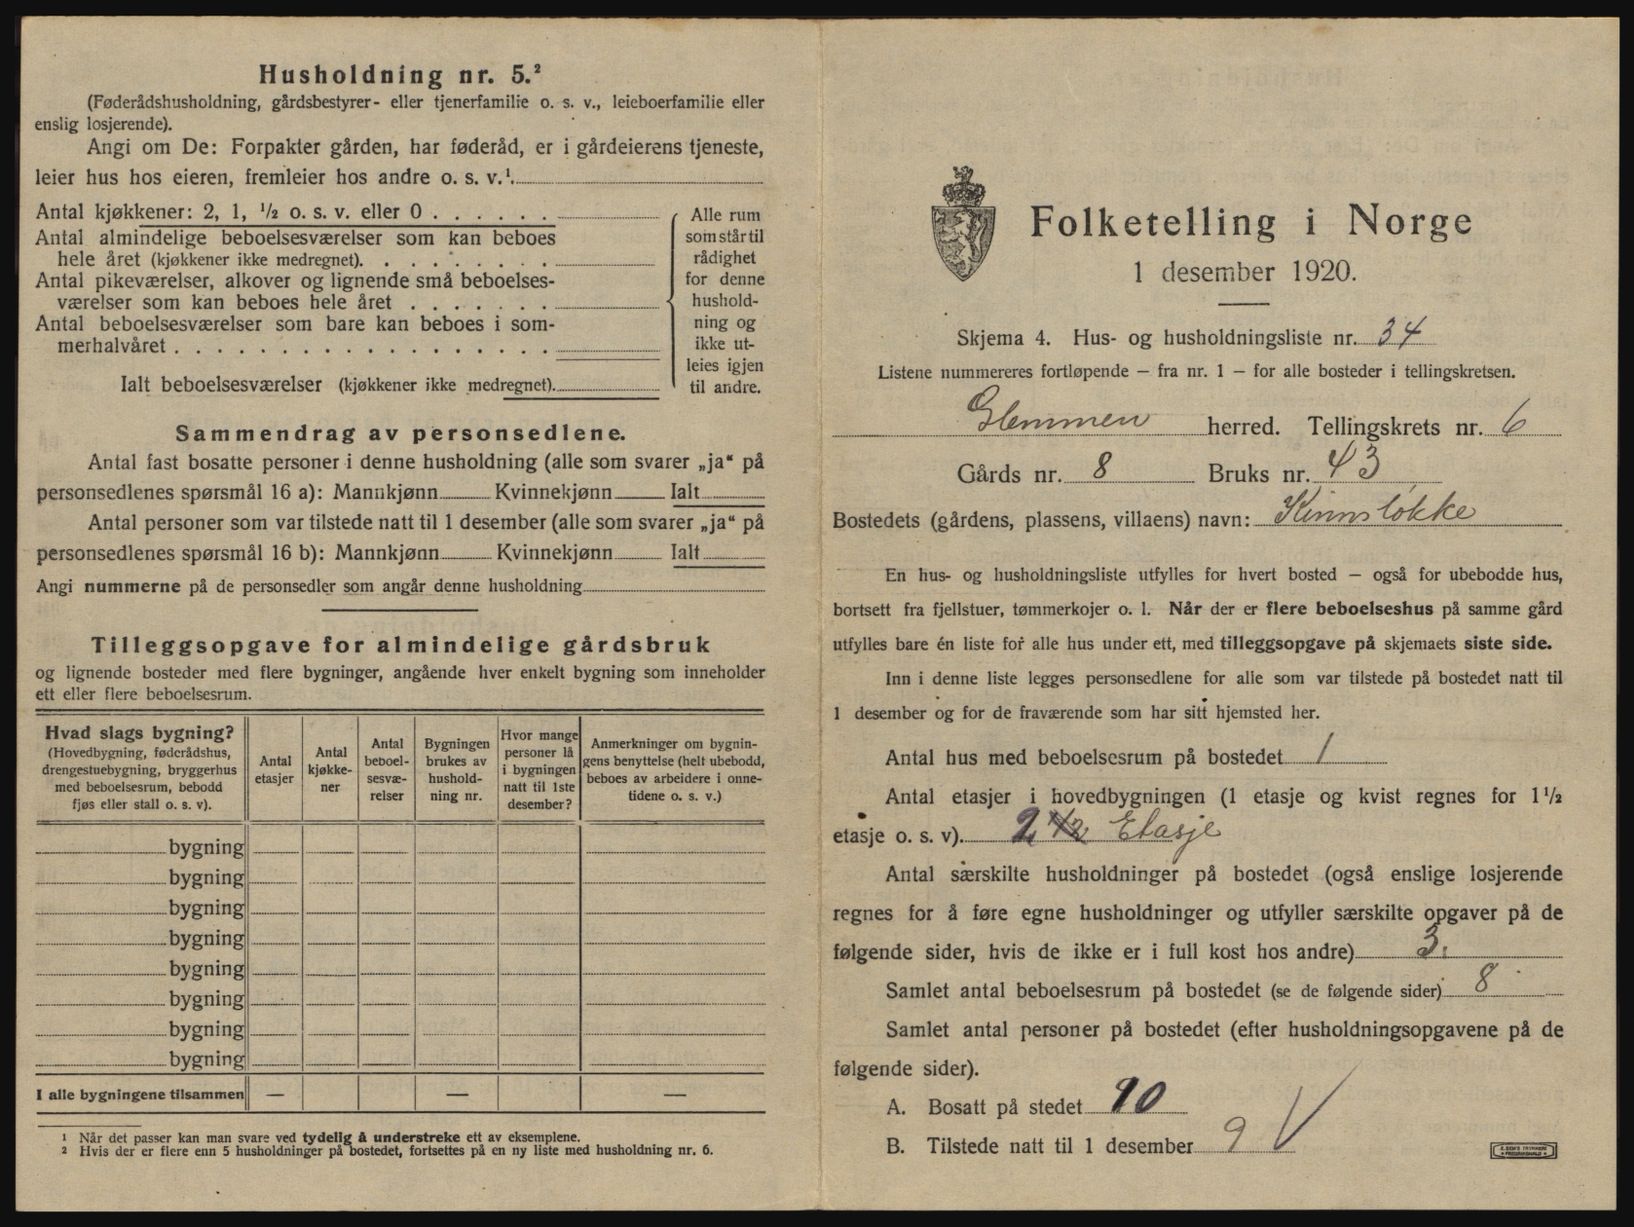 Husholdning nr. 5.²
(Føderådshusholdning, gårdsbestyrer- eller tjenerfamilie o. s. v., leieboerfamilie eller
enslig losjerende).
Angi om De: Forpakter gården, har føderåd, er i gårdeierens tjeneste,
leier hus hos eieren, fremleier hos andre o. s. v.¹.
Antal kjøkkener: 2, 1, ½ o. s. v. eller 0 . . . . . .
Antal almindelige beboelsesværelser som kan beboes
hele året (kjøkkener ikke medregnet). . . . . . . . .
Antal pikeværelser, alkover og lignende små beboelses-
værelser som kan beboes hele året . . . . . . .
Antal beboelsesværelser som bare kan beboes i som-
merhalvåret . . . . . . . . . . . . . . . . . .
Ialt beboelsesværelser (kjøkkener ikke medregnet).
Alle rum
som står til
rådighet
for denne
hushold-
ning og
ikke ut-
leies igjen
til andre.
Sammendrag av personsedlene.
Antal fast bosatte personer i denne husholdning (alle som svarer „ja“ på
personsedlenes spørsmål 16 a): Mannkjønn Kvinnekjønn Ialt
Antal personer som var tilstede natt til 1 desember (alle som svarer „ja“ på
personsedlenes spørsmål 16 b): Mannkjønn Kvinnekjønn Ialt
Angi nummerne på de personsedler som angår denne husholdning
Tilleggsopgave for almindelige gårdsbruk
og lignende bosteder med flere bygninger, angående hver enkelt bygning som inneholder
ett eller flere beboelsesrum.
Hvad slags bygning?
(Hovedbygning, føderådshus,
drengestuebygning, bryggerhus
med beboelsesrum, bebodd
fjøs eller stall o. s. v).
Antal
etasjer
Antal
kjøkke-
ner
Antal
beboel-
sesvæ-
relser
Bygningen
brukes av
hushold-
ning nr.
Hvor mange
personer lå
i bygningen
natt til 1ste
desember?
Anmerkninger om bygnin-
gens benyttelse (helt ubebodd,
beboes av arbeidere i onne-
tidene o. s. v.)
bygning
bygning
bygning
bygning
bygning
bygning
bygning
bygning
I alle bygningene tilsammen — — —
¹ Når det passer kan man svare ved tydelig å understreke ett av eksemplene.
² Hvis der er flere enn 5 husholdninger på bostedet, fortsettes på en ny liste med husholdning nr. 6.
Folketelling i Norge
1 desember 1920.
Skjema 4. Hus- og husholdningsliste nr. 34
Listene nummereres fortløpende — fra nr. 1 — for alle bosteder i tellingskretsen.
Glemmen herred. Tellingskrets nr. 6
Gårds nr. 8 Bruks nr. 43
Bostedets (gårdens, plassens, villaens) navn: Kinnsløkke
En hus- og husholdningsliste utfylles for hvert bosted — også for ubebodde hus,
bortsett fra fjellstuer, tømmerkojer o. l. Når der er flere beboelseshus på samme gård
utfylles bare én liste for alle hus under ett, med tilleggsopgave på skjemaets siste side.
Inn i denne liste legges personsedlene for alle som var tilstede på bostedet natt til
1 desember og for de fraværende som har sitt hjemsted her.
Antal hus med beboelsesrum på bostedet 1
Antal etasjer i hovedbygningen (1 etasje og kvist regnes for 1½
etasje o. s. v). 2 ½ Etasje
Antal særskilte husholdninger på bostedet (også enslige losjerende
regnes for å føre egne husholdninger og utfyller særskilte opgaver på de
følgende sider, hvis de ikke er i full kost hos andre) 3.
Samlet antal beboelsesrum på bostedet (se de følgende sider) 8
Samlet antal personer på bostedet (efter husholdningsopgavene på de
følgende sider).
A. Bosatt på stedet 10
B. Tilstede natt til 1 desember 9 V